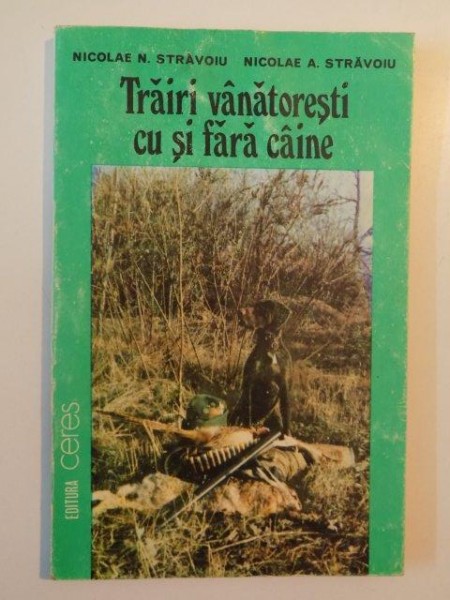 NICOLAE N. STRĂVOIU NICOLAE A. STRĂVOIU
Trăiri vânătorești
cu și fără câine
EDITURA ceres